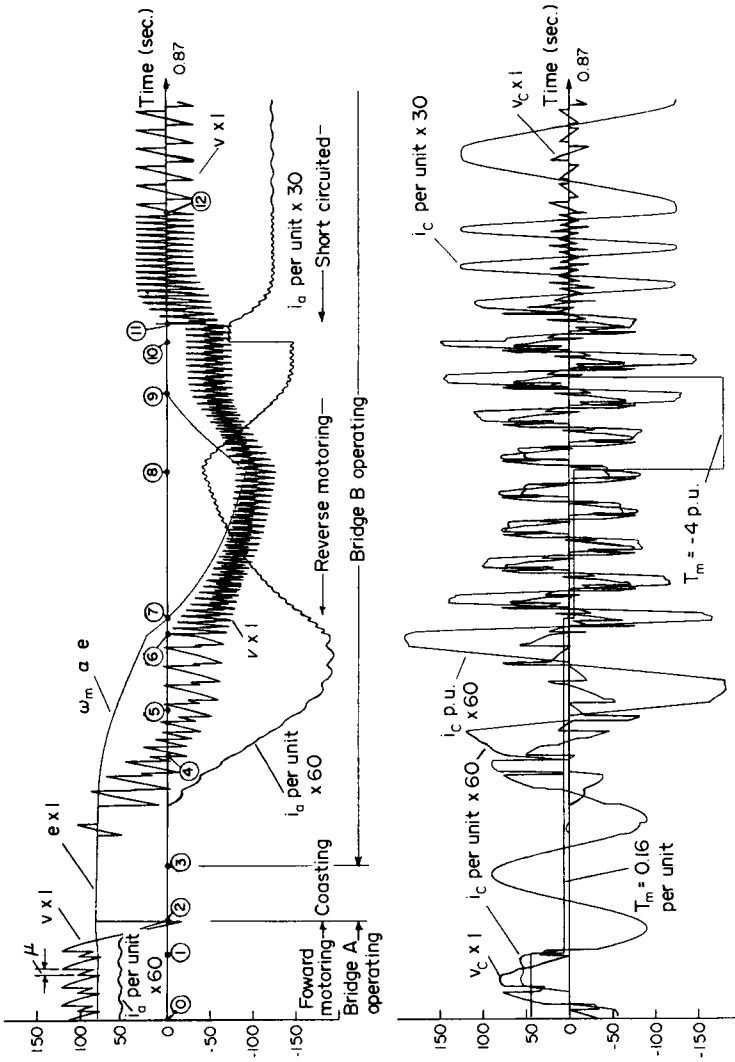 150
100
50
0
-50
-100
-150
μ
v x 1
e x 1
ω_m α e
i_a per unit
x 60
⓪
①
②
③
④
⑤
⑥
⑦
⑧
⑨
⑩
⑪
⑫
v x 1
i_a per unit
x 60
v x 1
i_a per unit x 30
Time (sec.)
0.87
Foward
motoring
Coasting
Reverse motoring
Short circuited
Bridge A
operating
Bridge B operating
150
100
50
0
-50
-100
-150
v_c x 1
i_c per unit x 60
T_m = 0.16
per unit
i_c p.u.
x 60
T_m = -4 p.u.
i_c per unit x 30
v_c x 1
Time (sec.)
0.87